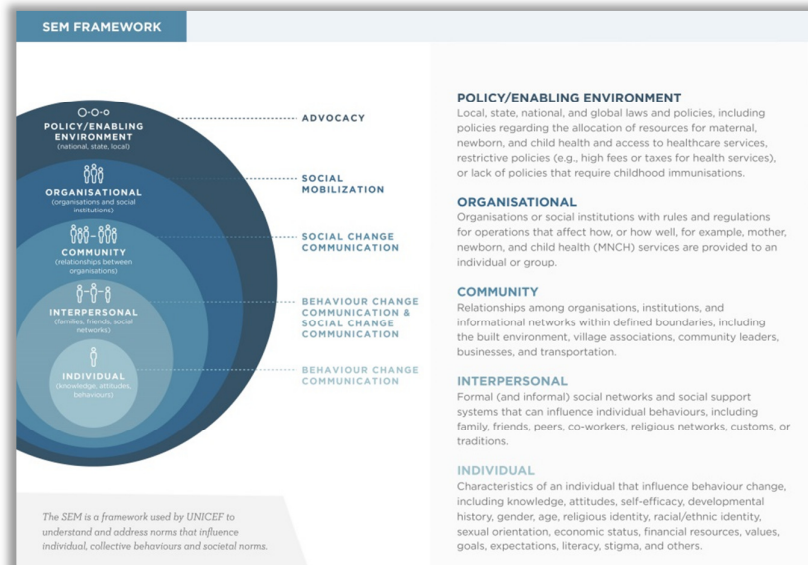 SEM FRAMEWORK
POLICY/ENABLING
ENVIRONMENT
(national, state, local)
ORGANISATIONAL
(organisations and social
institutions)
COMMUNITY
(relationships between
organisations)
INTERPERSONAL
(families, friends, social
networks)
INDIVIDUAL
(knowledge, attitudes,
behaviours)
ADVOCACY
SOCIAL
MOBILIZATION
SOCIAL CHANGE
COMMUNICATION
BEHAVIOUR CHANGE
COMMUNICATION &
SOCIAL CHANGE
COMMUNICATION
BEHAVIOUR CHANGE
COMMUNICATION
The SEM is a framework used by UNICEF to
understand and address norms that influence
individual, collective behaviours and societal norms.
POLICY/ENABLING ENVIRONMENT
Local, state, national, and global laws and policies, including
policies regarding the allocation of resources for maternal,
newborn, and child health and access to healthcare services,
restrictive policies (e.g., high fees or taxes for health services),
or lack of policies that require childhood immunisations.
ORGANISATIONAL
Organisations or social institutions with rules and regulations
for operations that affect how, or how well, for example, mother,
newborn, and child health (MNCH) services are provided to an
individual or group.
COMMUNITY
Relationships among organisations, institutions, and
informational networks within defined boundaries, including
the built environment, village associations, community leaders,
businesses, and transportation.
INTERPERSONAL
Formal (and informal) social networks and social support
systems that can influence individual behaviours, including
family, friends, peers, co-workers, religious networks, customs, or
traditions.
INDIVIDUAL
Characteristics of an individual that influence behaviour change,
including knowledge, attitudes, self-efficacy, developmental
history, gender, age, religious identity, racial/ethnic identity,
sexual orientation, economic status, financial resources, values,
goals, expectations, literacy, stigma, and others.